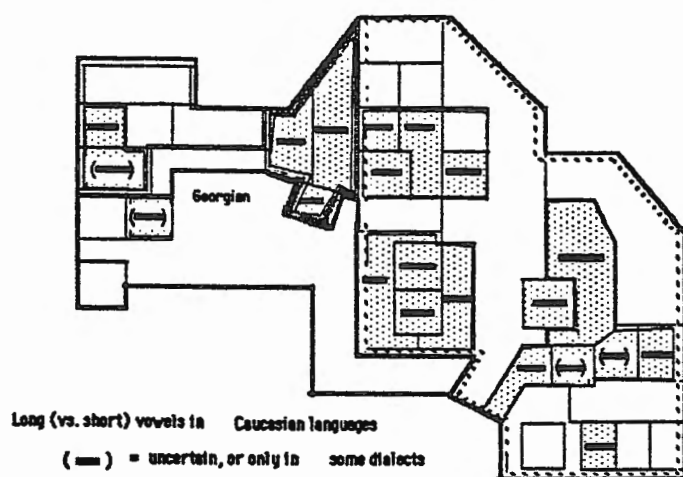 Georgian
Long (vs. short) vowels in Caucasian languages
( — ) = uncertain, or only in some dialects